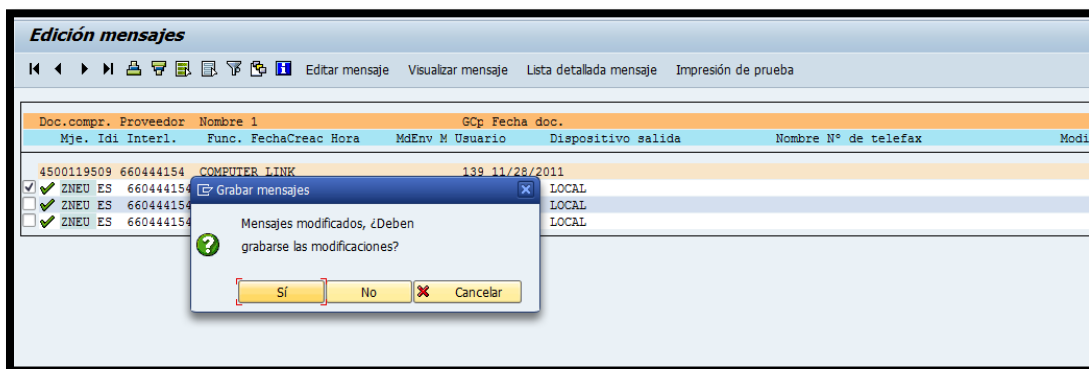 Edición mensajes
Editar mensaje Visualizar mensaje Lista detallada mensaje Impresión de prueba
Doc.compr. Proveedor Nombre 1 GCp Fecha doc.
Mje. Idi Interl. Func. FechaCreac Hora MdEnv M Usuario Dispositivo salida Nombre Nº de telefax Modi
4500119509 660444154 COMPUTER LINK 139 11/28/2011
ZNEU ES 660444154 LOCAL
ZNEU ES 660444154 LOCAL
ZNEU ES 660444154 LOCAL
Grabar mensajes
Mensajes modificados, ¿Deben
grabarse las modificaciones?
Sí No Cancelar